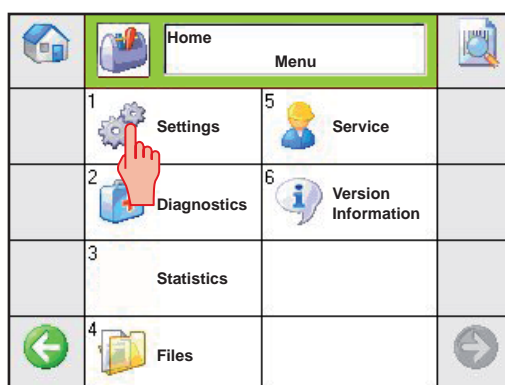 Home
Menu
1
Settings
2
Diagnostics
3
Statistics
4
Files
5
Service
6
Version
Information